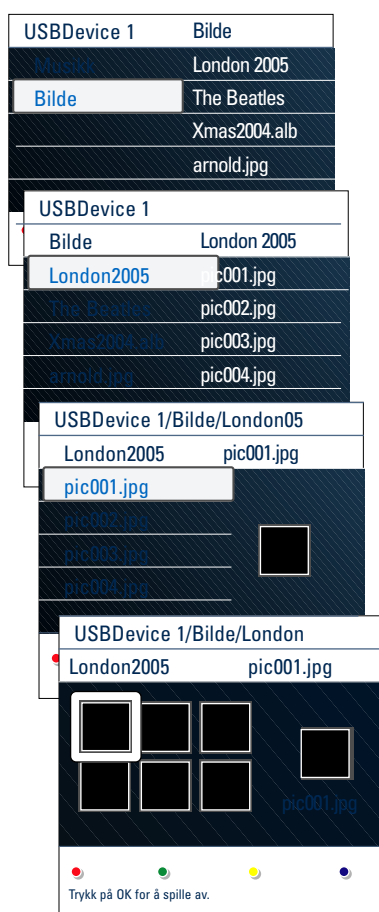 USBDevice 1 Bilde
Musikk London 2005
Bilde The Beatles
Xmas2004.alb
arnold.jpg
USBDevice 1
Bilde London 2005
London2005 pic001.jpg
The Beatles pic002.jpg
Xmas2004.alb pic003.jpg
arnold.jpg pic004.jpg
USBDevice 1/Bilde/London05
London2005 pic001.jpg
pic001.jpg
pic002.jpg
pic003.jpg
pic004.jpg
USBDevice 1/Bilde/London
London2005 pic001.jpg
pic001.jpg
Trykk på OK for å spille av.